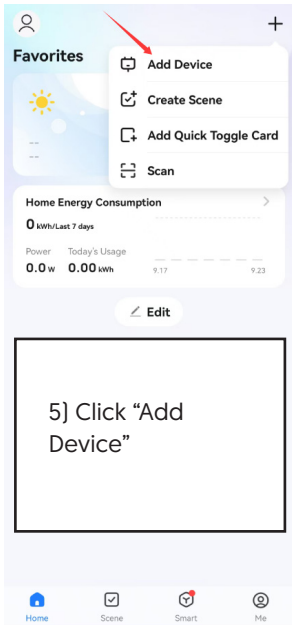 Favorites
Add Device
Create Scene
Add Quick Toggle Card
Scan
--
--
Home Energy Consumption
0 kWh/Last 7 days
Power Today's Usage
0.0 w 0.00 kWh
9.17 9.23
Edit
5) Click “Add
Device”
Home Scene Smart Me